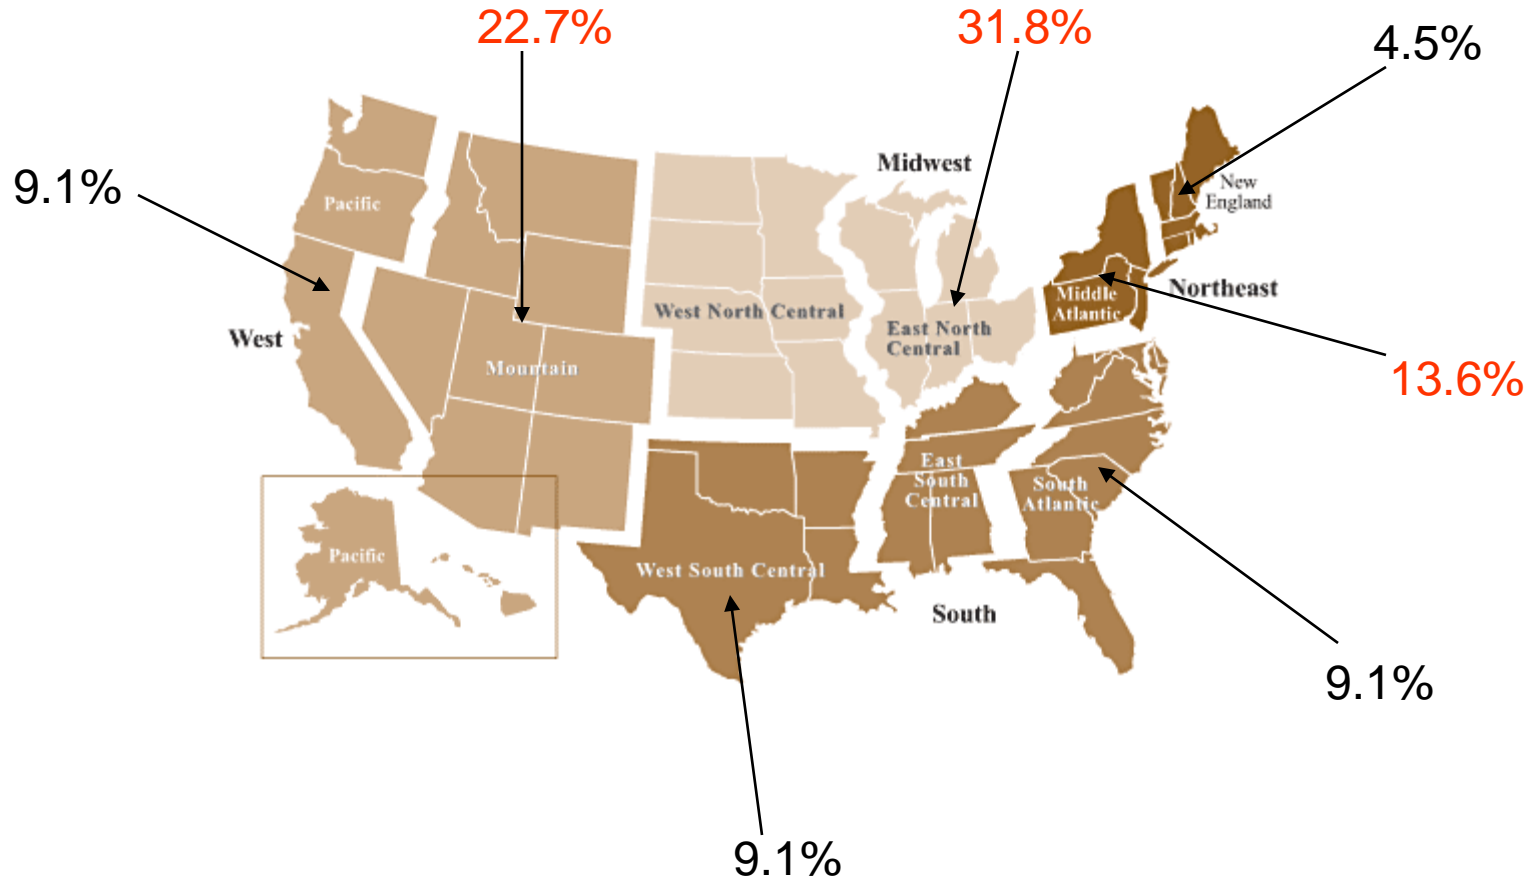 22.7%
31.8%
4.5%
Midwest
9.1%
Pacific
New
England
Northeast
Middle
Atlantic
West North Central
East North
Central
West
Mountain
13.6%
East
South
Central
South
Atlantic
Pacific
West South Central
South
9.1%
9.1%